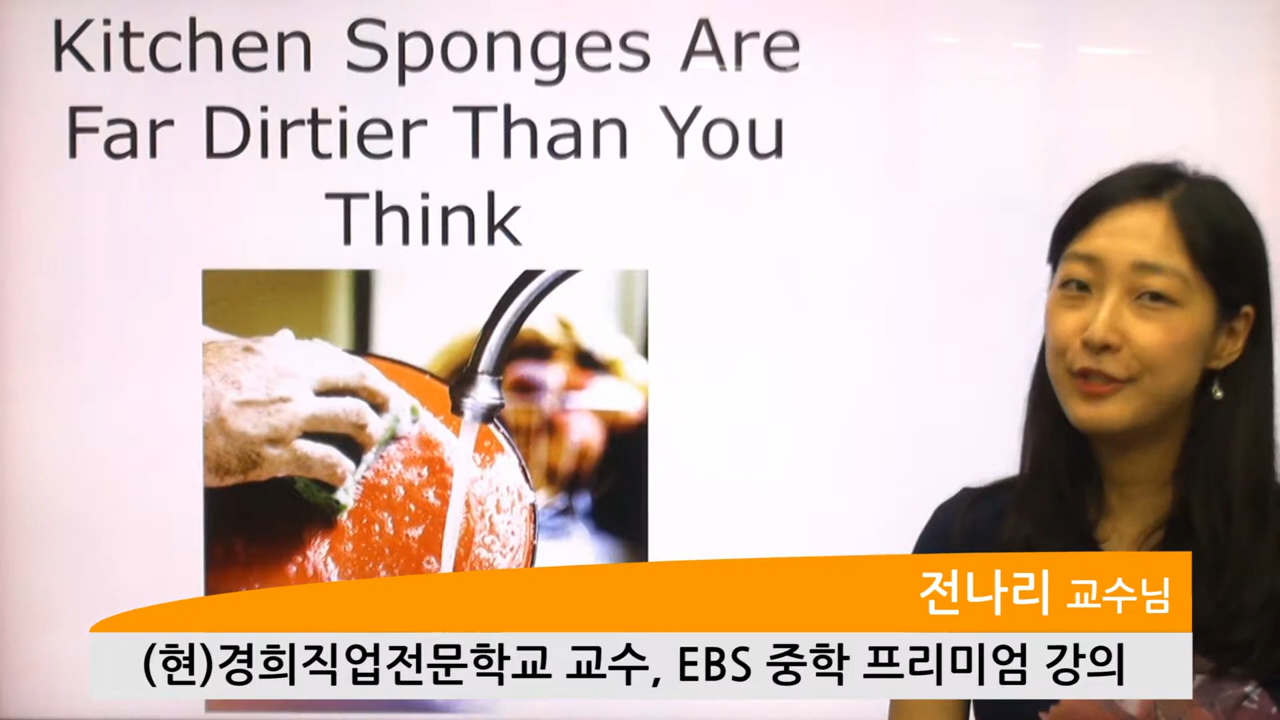 Kitchen Sponges Are
Far Dirtier Than You
Think
전나리 교수님
(현)경희직업전문학교 교수, EBS 중학 프리미엄 강의